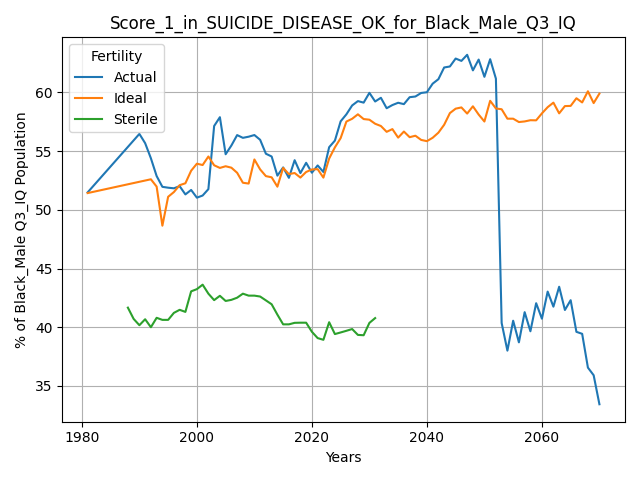 Score_1_in_SUICIDE_DISEASE_OK_for_Black_Male_Q3_IQ
Fertility
Actual
Ideal
Sterile
% of Black_Male Q3_IQ Population
60
55
50
45
40
35
1980
2000
2020
2040
2060
Years